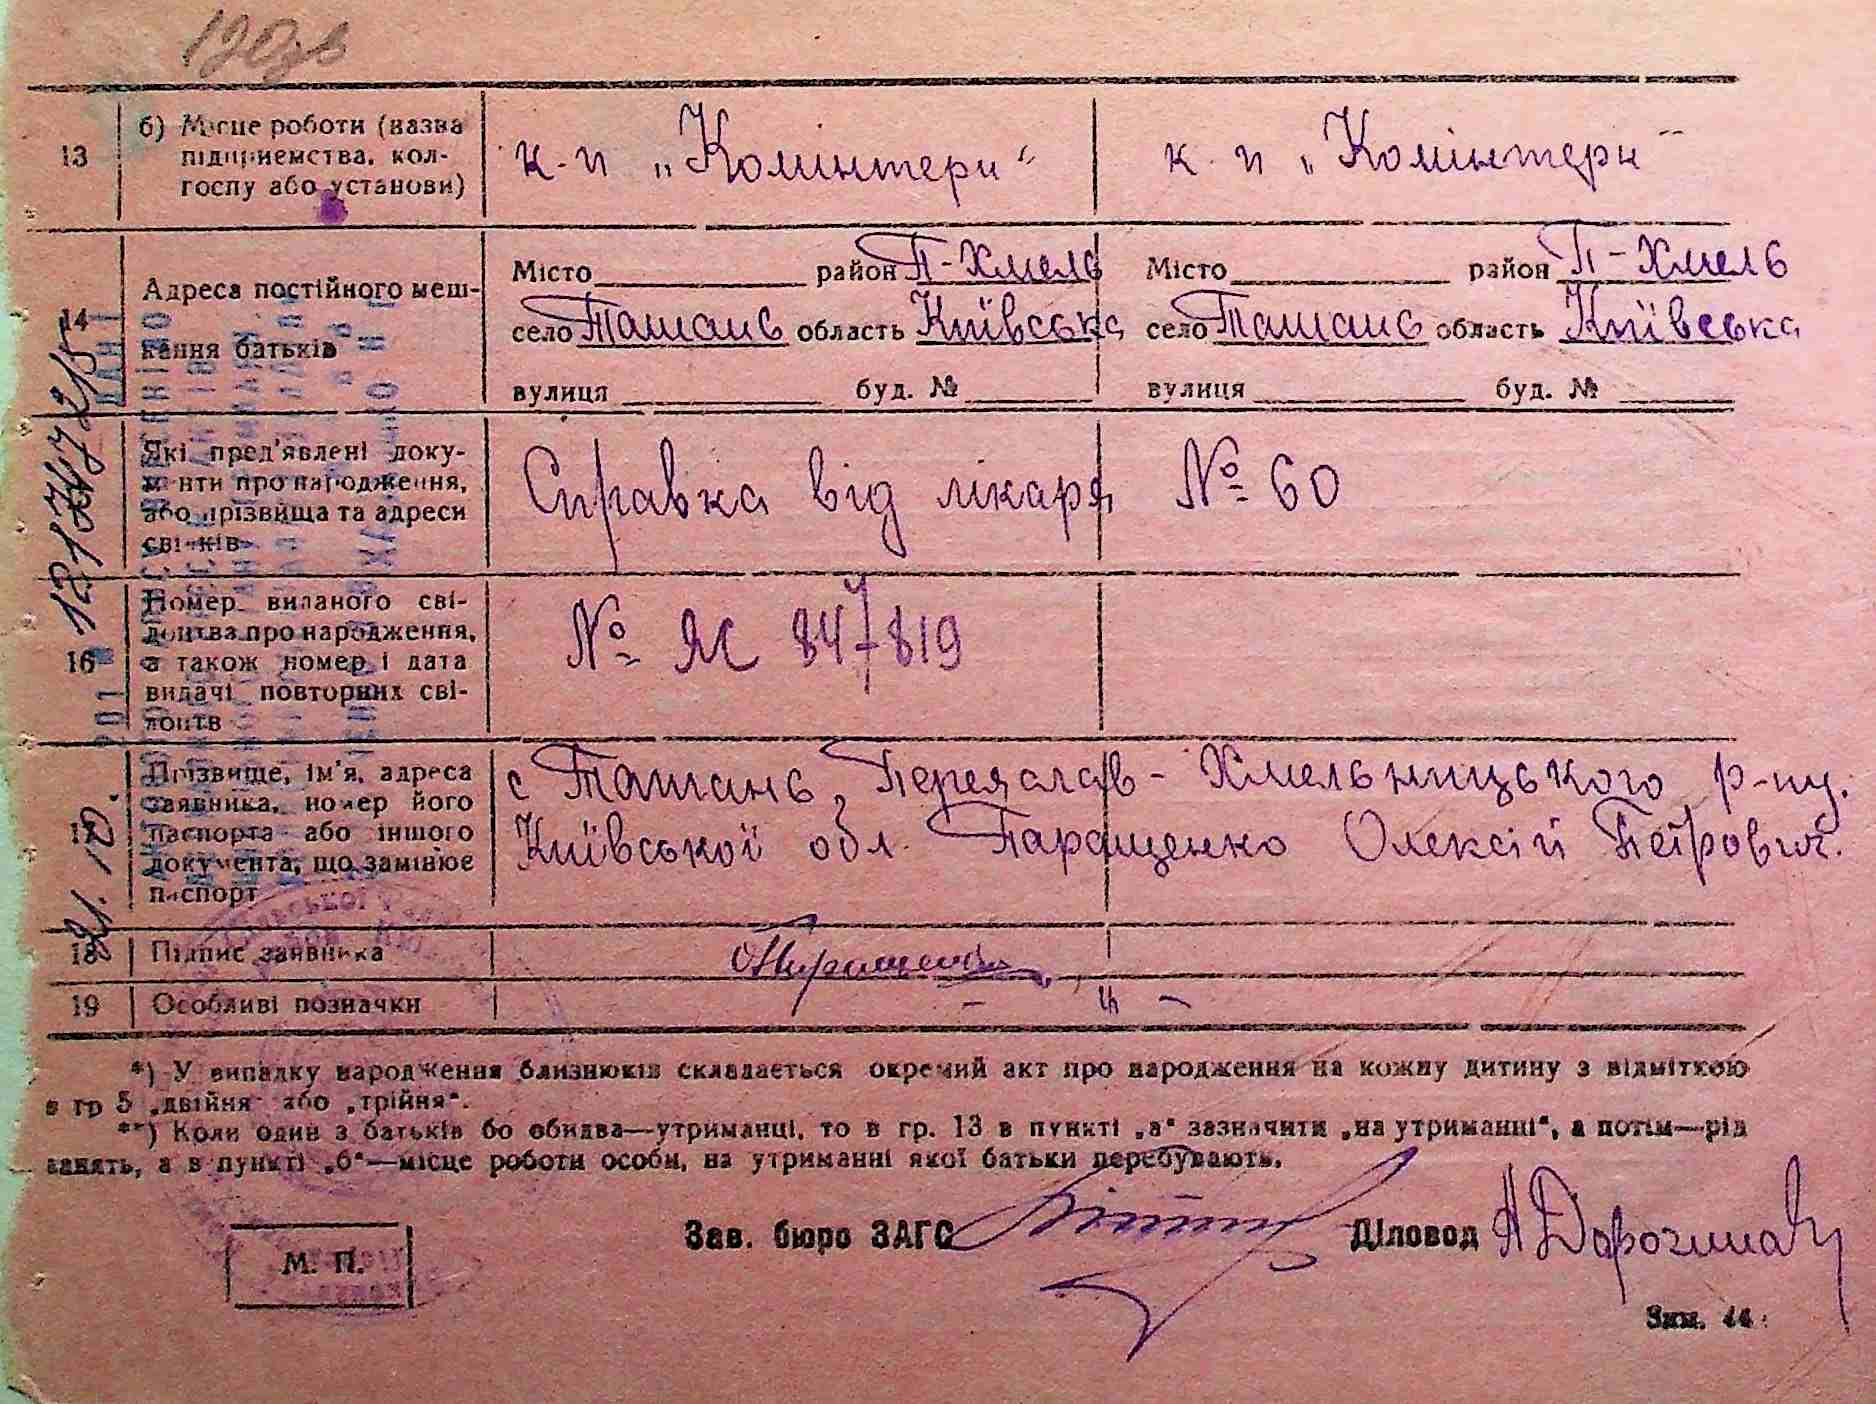 120зв
13 б) Місце роботи (назва підприємства, колгоспу або установи) к-п „Комінтерн" к-п „Комінтерн"
14 Адреса постійного мешкання батьків
Місто район П-Хмель Місто район П-Хмель
село Ташань область Київська село Ташань область Київська
вулиця буд. № вулиця буд. №
Які пред'явлені документи про народження, або прізвища та адреси свідків Справка від лікаря № 60
16 Номер виданого свідоцтва про народження, а також номер і дата видачі повторних свідоцтв № ЯС 847819
17 Прізвище, ім'я, адреса заявника, номер його паспорта або іншого документа, що замінює паспорт
с Ташань, Переяслав-Хмельницького р-ну.
Київської обл. Паращенко Олексій Петрович.
18 Підпис заявника
19 Особливі позначки — „ —
*) У випадку народження близнюків складається окремий акт про народження на кожну дитину з відміткою
в гр 5 „двійня" або „трійня".
**) Коли один з батьків бо обидва—утриманці, то в гр. 13 в пункті „а" зазначити „на утриманні", а потім—рід
занять, а в пункті „б"—місце роботи особи, на утриманні якої батьки перебувають.
Зав. бюро ЗАГС Діловод
М. П.
Зам. 44